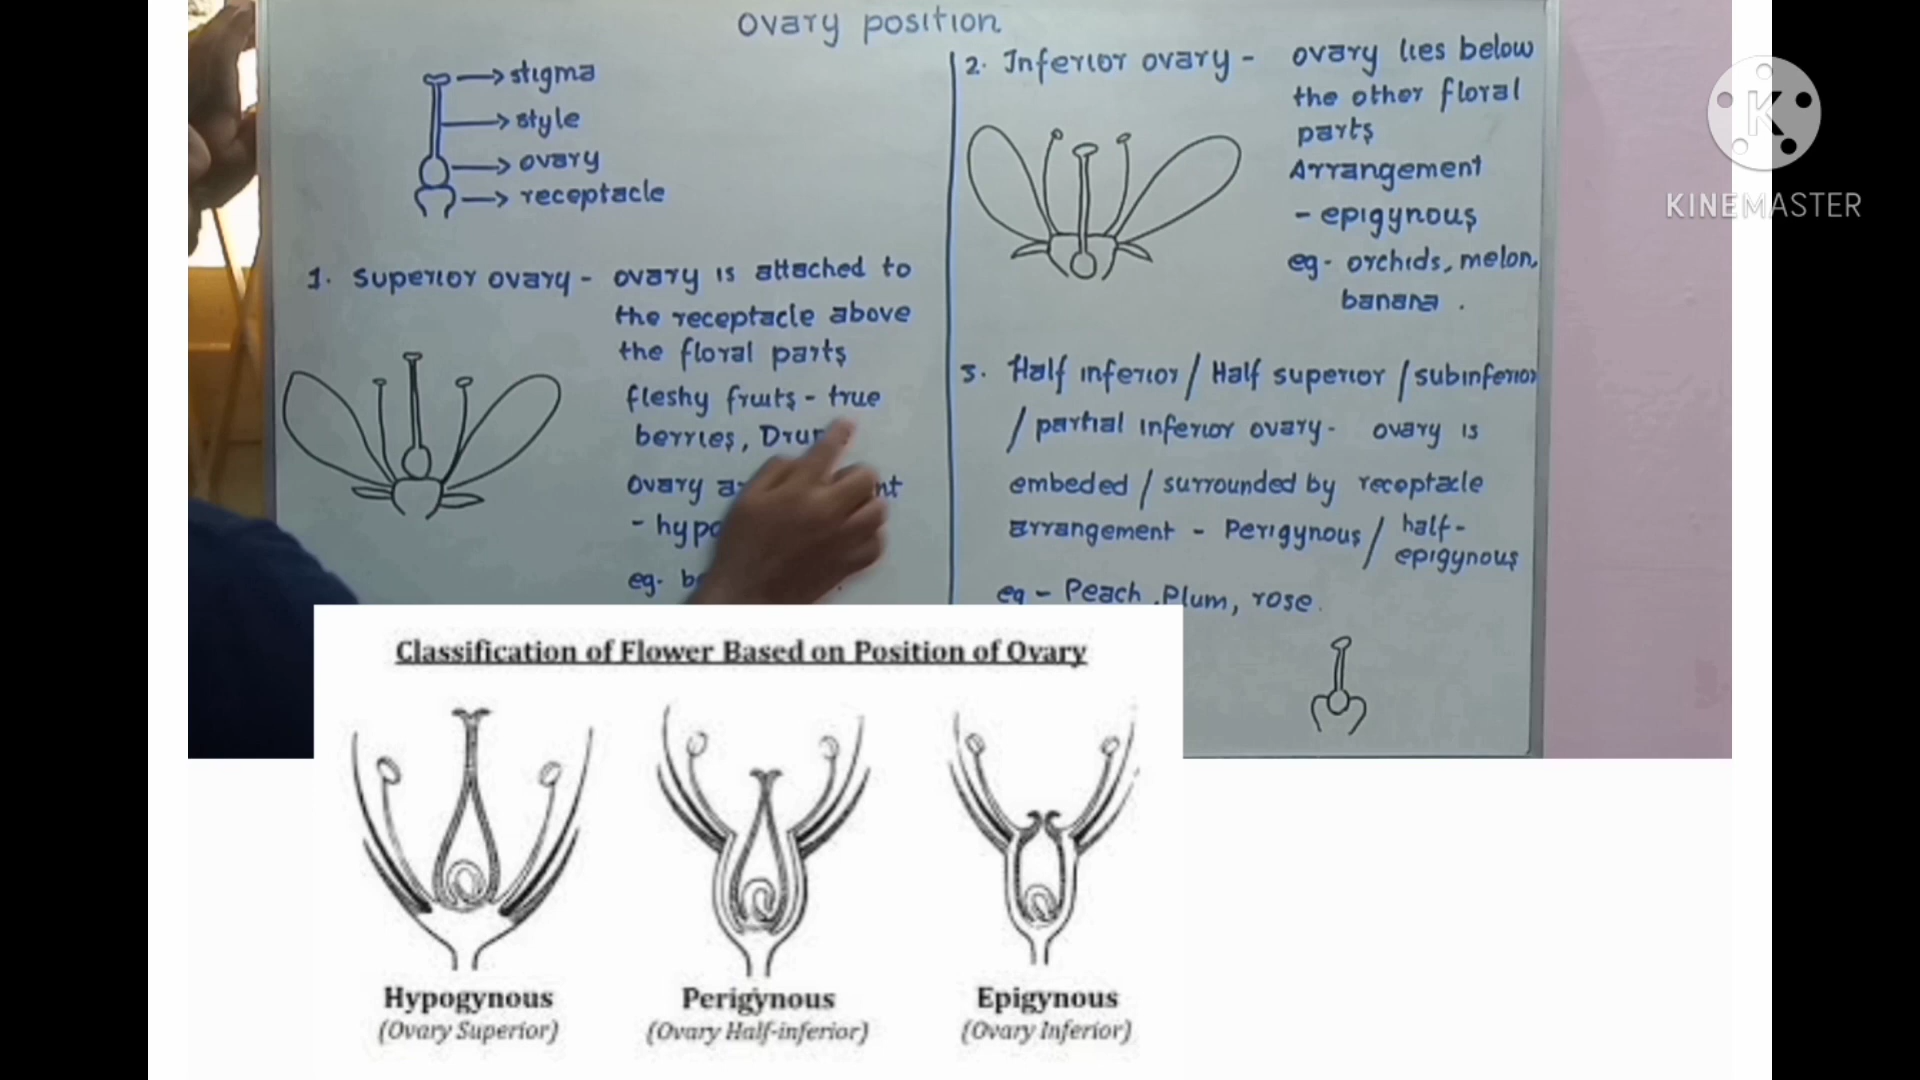 Ovary position
stigma
style
ovary
receptacle
1. Superior ovary - ovary is attached to
the receptacle above
the floral parts
fleshy fruits - true
berries,
ovary
eg.
2. Inferior ovary - ovary lies below
the other floral
parts
Arrangement
- epigynous
eg- orchids, melon,
banana .
3. Half inferior / Half superior / subinferior
/ partial inferior ovary - ovary is
embeded / surrounded by receptacle
arrangement - Perigynous / half-
epigynous
eg - Peach, Plum, rose.
K
KINEMASTER
Classification of Flower Based on Position of Ovary
Hypogynous
(Ovary Superior)
Perigynous
(Ovary Half-inferior)
Epigynous
(Ovary Inferior)